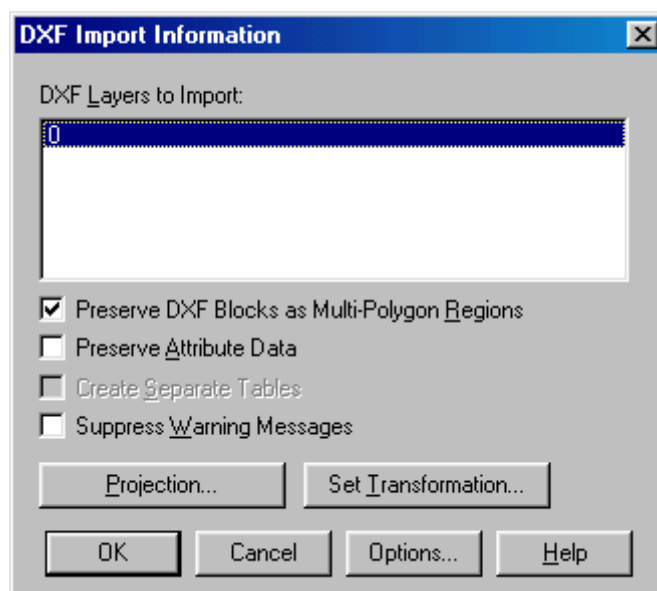 DXF Import Information
DXF Layers to Import:
0
Preserve DXF Blocks as Multi-Polygon Regions
Preserve Attribute Data
Create Separate Tables
Suppress Warning Messages
Projection... Set Transformation...
OK Cancel Options... Help